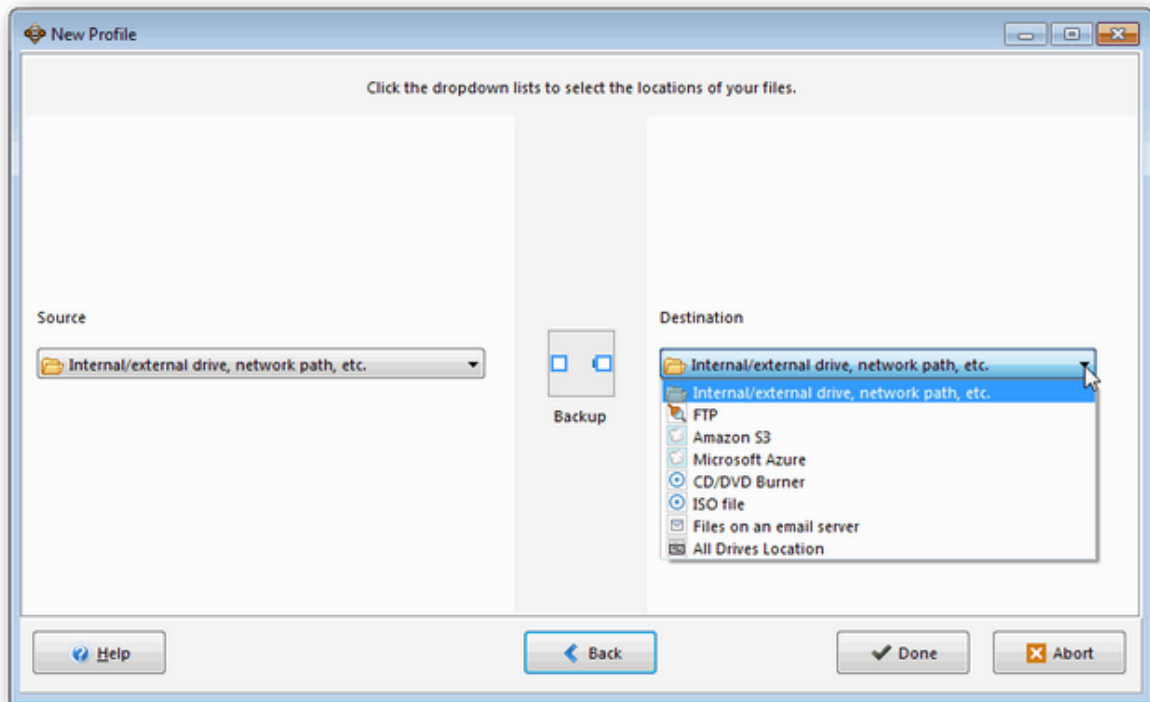 New Profile
Click the dropdown lists to select the locations of your files.
Source
Internal/external drive, network path, etc.
Backup
Destination
Internal/external drive, network path, etc.
Internal/external drive, network path, etc.
FTP
Amazon S3
Microsoft Azure
CD/DVD Burner
ISO file
Files on an email server
All Drives Location
Help
Back
Done
Abort